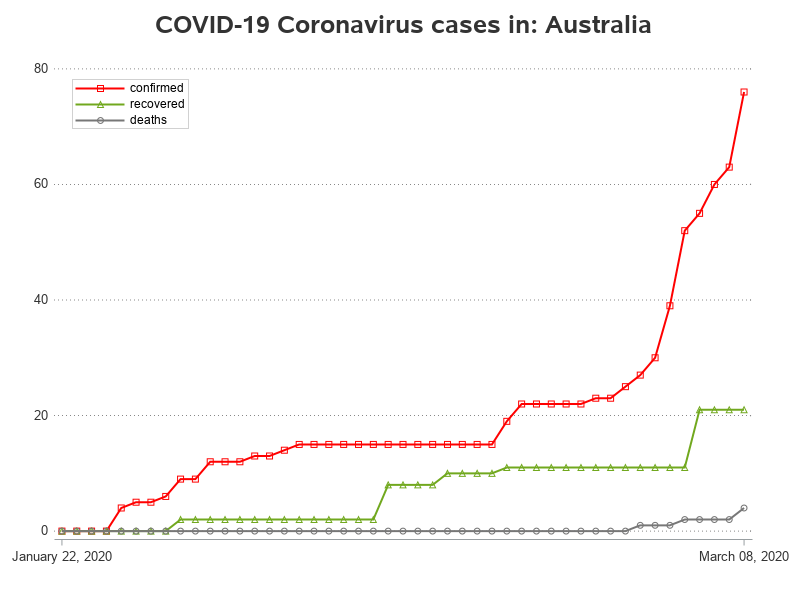 COVID-19 Coronavirus cases in: Australia
80
confirmed
recovered
deaths
60
40
20
0
January 22, 2020
March 08, 2020